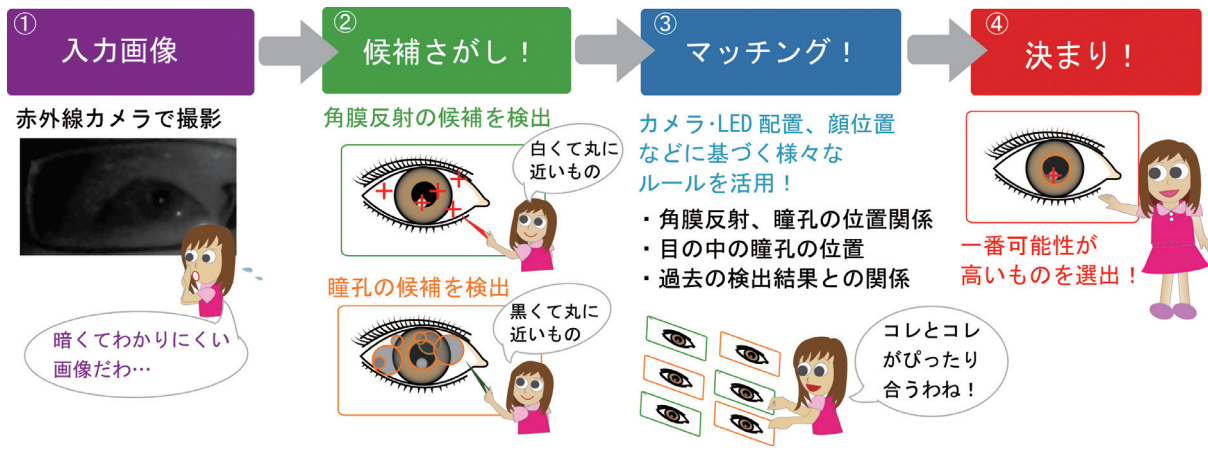 ①
入力画像
赤外線カメラで撮影
暗くてわかりにくい
画像だわ…
②
候補さがし！
角膜反射の候補を検出
白くて丸に
近いもの
瞳孔の候補を検出
黒くて丸に
近いもの
③
マッチング！
カメラ・LED 配置、顔位置
などに基づく様々な
ルールを活用！
・角膜反射、瞳孔の位置関係
・目の中の瞳孔の位置
・過去の検出結果との関係
コレとコレ
がぴったり
合うわね！
④
決まり！
一番可能性が
高いものを選出！